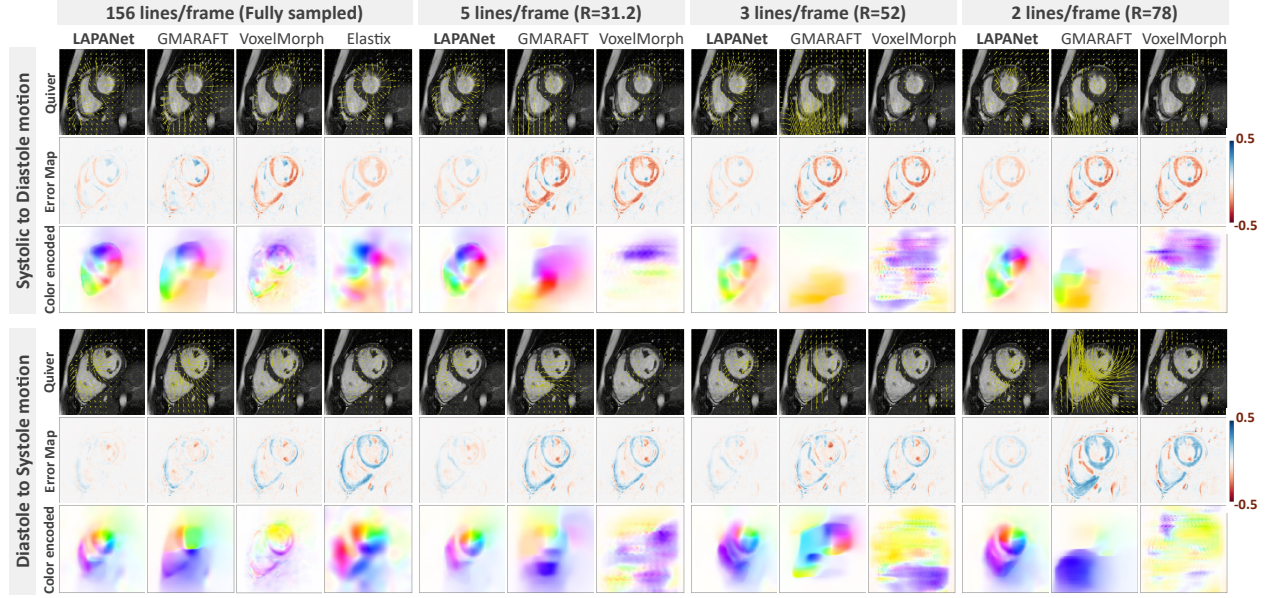 156 lines/frame (Fully sampled) 5 lines/frame (R=31.2) 3 lines/frame (R=52) 2 lines/frame (R=78)
LAPANet GMARAFT VoxelMorph Elastix LAPANet GMARAFT VoxelMorph LAPANet GMARAFT VoxelMorph LAPANet GMARAFT VoxelMorph
Systolic to Diastole motion
Quiver
Error Map
Color encoded
0.5
-0.5
Diastole to Systole motion
Quiver
Error Map
Color encoded
0.5
-0.5